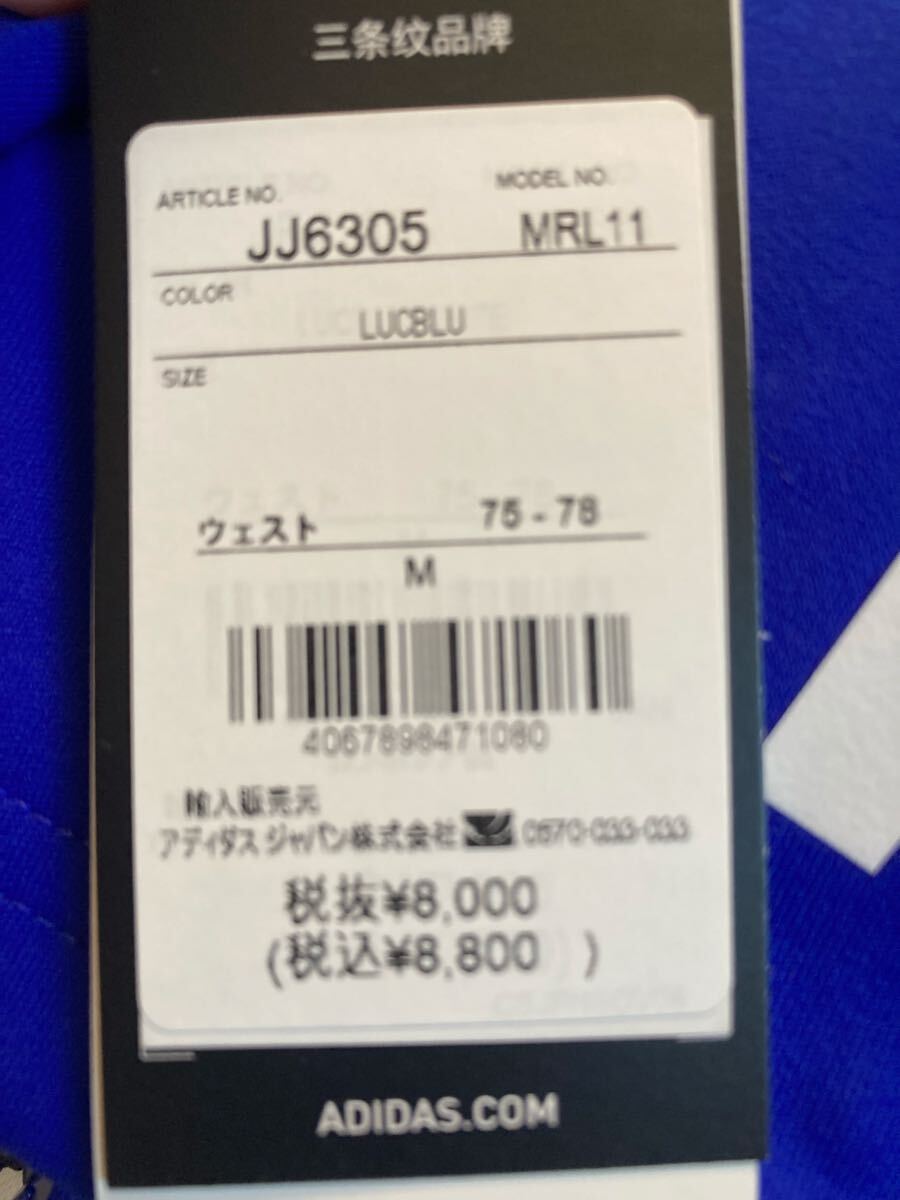 三条纹品牌
ARTICLE NO. MODEL NO.
JJ6305 MRL11
COLOR
LUCBLU
SIZE
ウェスト 75 - 78
M
4067898471080
輸入販売元
アディダス ジャパン株式会社 0570-033-033
税抜¥8,000
(税込¥8,800 )
ADIDAS.COM